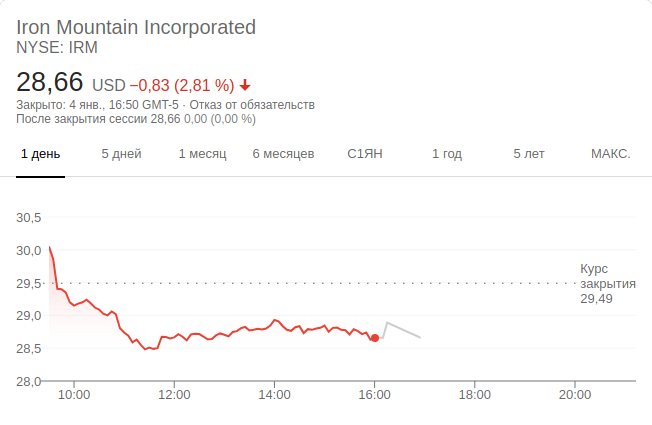 Iron Mountain Incorporated
NYSE: IRM
28,66 USD −0,83 (2,81 %)
Закрыто: 4 янв., 16:50 GMT-5 · Отказ от обязательств
После закрытия сессии 28,66 0,00 (0,00 %)
1 день 5 дней 1 месяц 6 месяцев С1ЯН 1 год 5 лет МАКС.
30,5
30,0
Курс
29,5 закрытия
29,49
29,0
28,5
28,0
10:00 12:00 14:00 16:00 18:00 20:00